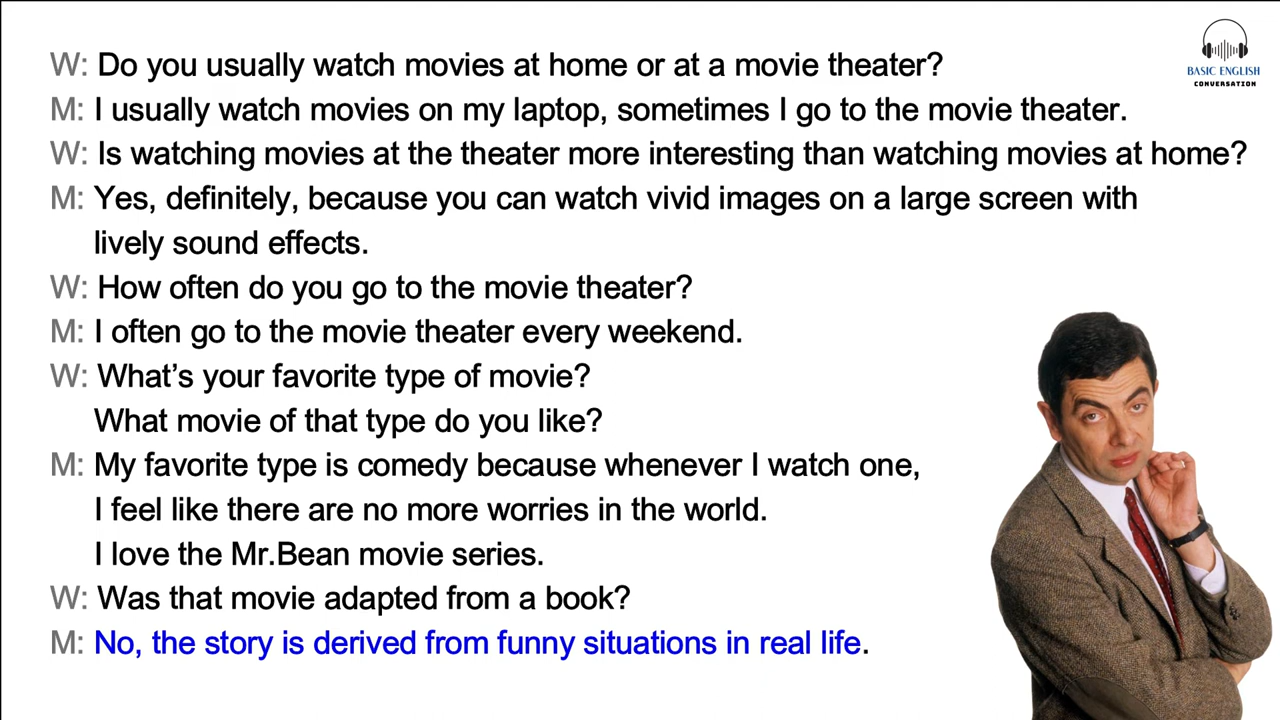 W: Do you usually watch movies at home or at a movie theater?
M: I usually watch movies on my laptop, sometimes I go to the movie theater.
W: Is watching movies at the theater more interesting than watching movies at home?
M: Yes, definitely, because you can watch vivid images on a large screen with
lively sound effects.
W: How often do you go to the movie theater?
M: I often go to the movie theater every weekend.
W: What’s your favorite type of movie?
What movie of that type do you like?
M: My favorite type is comedy because whenever I watch one,
I feel like there are no more worries in the world.
I love the Mr.Bean movie series.
W: Was that movie adapted from a book?
M: No, the story is derived from funny situations in real life.
BASIC ENGLISH
CONVERSATION